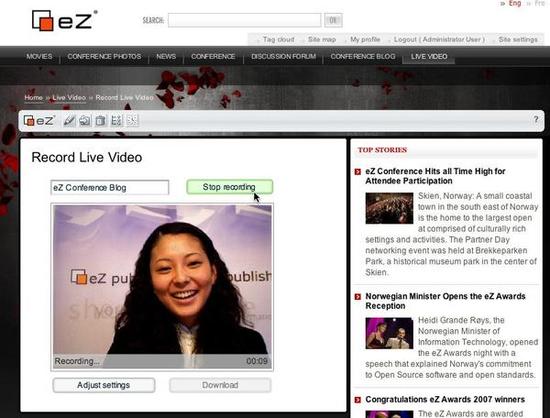 » Eng » Fre
eZ
SEARCH:
Tag cloud Site map My profile Logout ( Administrator User ) Site settings
MOVIES CONFERENCE PHOTOS NEWS CONFERENCE DISCUSSION FORUM CONFERENCE BLOG LIVE VIDEO
Home » Live Video » Record Live Video
eZ ?
Record Live Video
eZ Conference Blog Stop recording
eZ publ publish
Recording... 00:09
Adjust settings Download
TOP STORIES
eZ Conference Hits all Time High for
Attendee Participation
Skien, Norway: A small coastal
town in the south east of Norway
is the home to the largest open
at comprised of culturally rich
settings and activities. The Partner Day
networking event was held at Brekkeparken
Park, a historical museum park in the center of
Skien.
Norwegian Minister Opens the eZ Awards
Reception
Heidi Grande Røys, the
Norwegian Minister of
Information Technology, opened
the eZ Awards night with a
speech that explained Norway's commitment
to Open Source software and open standards.
Congratulations eZ Awards 2007 winners
The eZ Awards are awarded